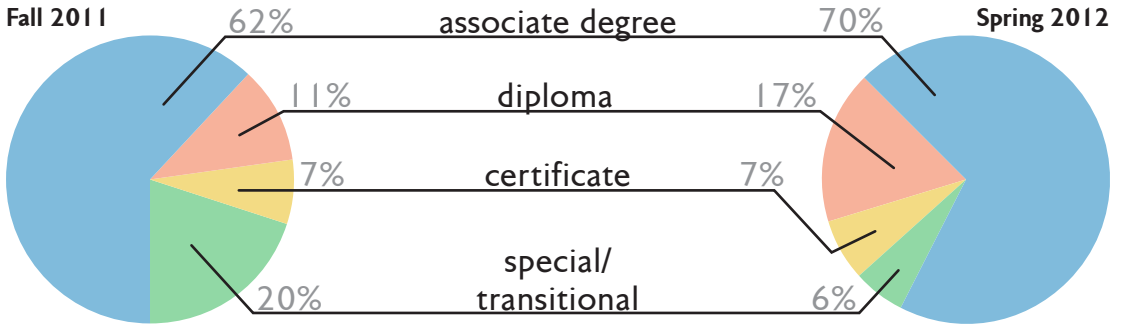 Fall 2011
Spring 2012
62% associate degree 70%
11% diploma 17%
7% certificate 7%
special/
20% transitional 6%